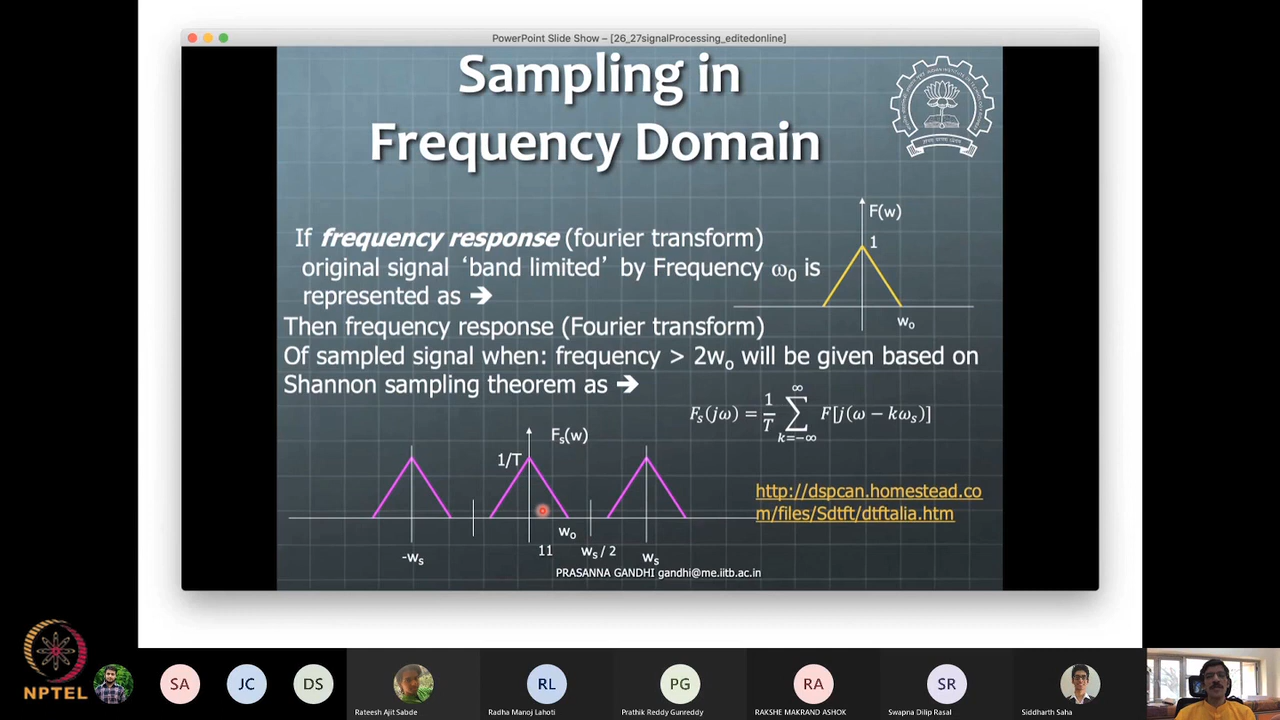 PowerPoint Slide Show – [26_27signalProcessing_editedonline]
Sampling in
Frequency Domain
F(w)
1
w₀
If frequency response (fourier transform)
original signal ‘band limited’ by Frequency ω₀ is
represented as ➔
Then frequency response (Fourier transform)
Of sampled signal when: frequency > 2w₀ will be given based on
Shannon sampling theorem as ➔
Fₛ(jω) = 1/T ∑ k=−∞ ∞ F[j(ω − kωₛ)]
Fₛ(w)
1/T
http://dspcan.homestead.co
m/files/Sdtft/dtftalia.htm
w₀
-wₛ
11
wₛ / 2
wₛ
PRASANNA GANDHI gandhi@me.iitb.ac.in
NPTEL
SA
JC
DS
RL
PG
RA
SR
Rateesh Ajit Sabde
Radha Manoj Lahoti
Prathik Reddy Gunreddy
RAKSHE MAKRAND ASHOK
Swapna Dilip Rasal
Siddharth Saha